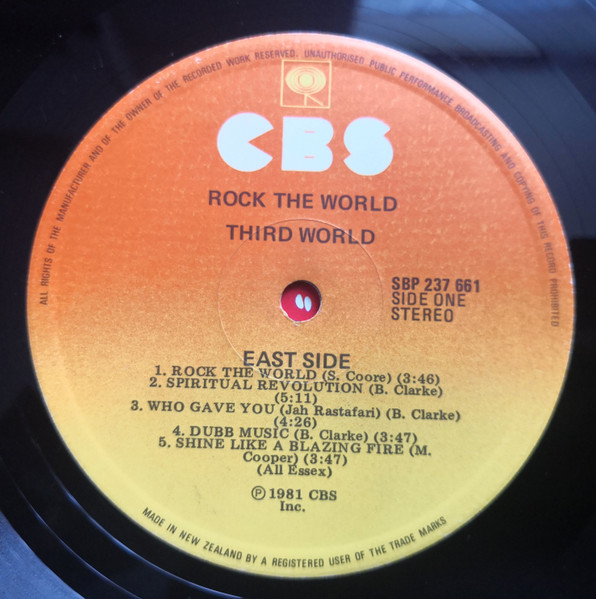 ALL RIGHTS OF THE MANUFACTURER AND OF THE OWNER OF THE RECORDED WORK RESERVED. UNAUTHORISED PUBLIC PERFORMANCE BROADCASTING AND COPYING OF THIS RECORD PROHIBITED
CBS
ROCK THE WORLD
THIRD WORLD
SBP 237 661
SIDE ONE
STEREO
EAST SIDE
1. ROCK THE WORLD (S. Coore) (3:46)
2. SPIRITUAL REVOLUTION (B. Clarke)
(5:11)
3. WHO GAVE YOU (Jah Rastafari) (B. Clarke)
(4:26)
4. DUBB MUSIC (B. Clarke) (3:47)
5. SHINE LIKE A BLAZING FIRE (M.
Cooper) (3:47)
(All Essex)
Ⓟ 1981 CBS
Inc.
MADE IN NEW ZEALAND BY A REGISTERED USER OF THE TRADE MARKS